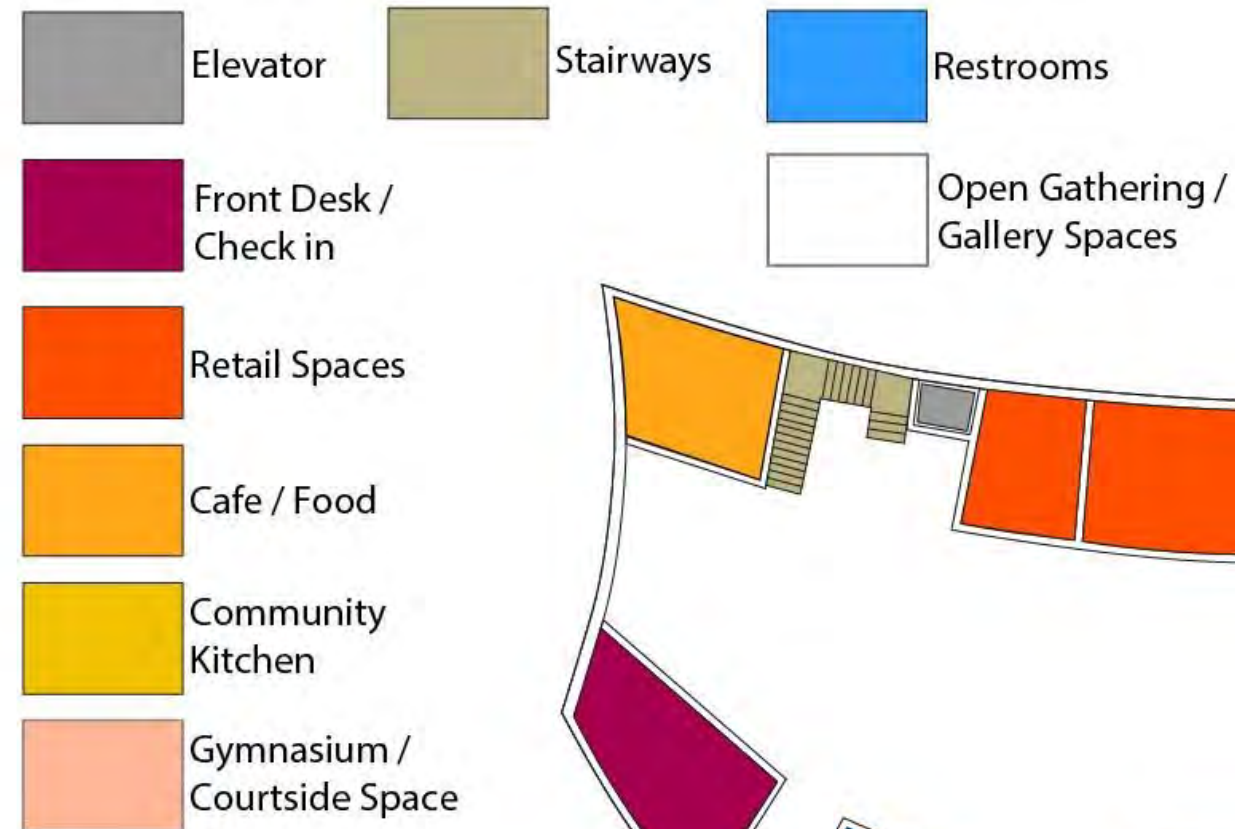 Elevator
Stairways
Restrooms
Front Desk /
Check in
Open Gathering /
Gallery Spaces
Retail Spaces
Cafe / Food
Community
Kitchen
Gymnasium /
Courtside Space